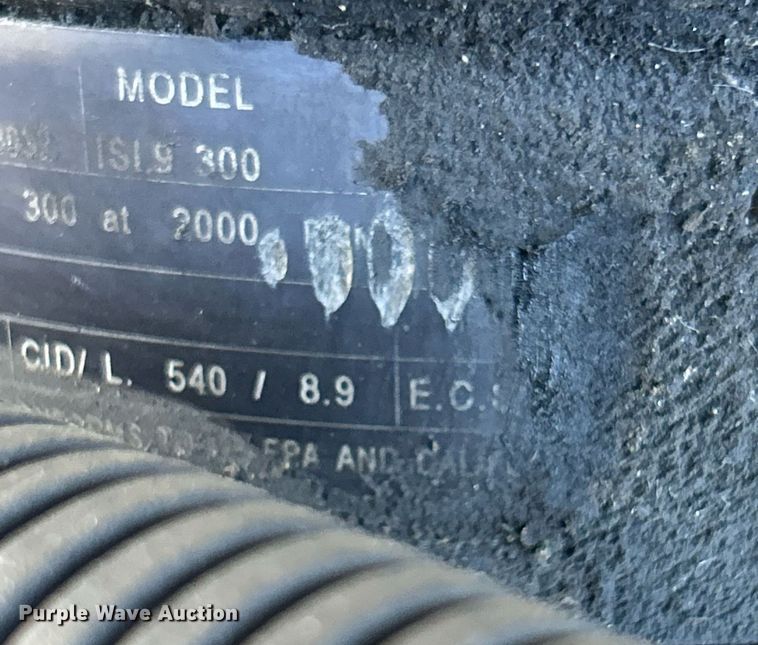 MODEL
ISL9 300
300 at 2000
CID/ L. 540 / 8.9 E.C.S
EPA AND
Purple Wave Auction